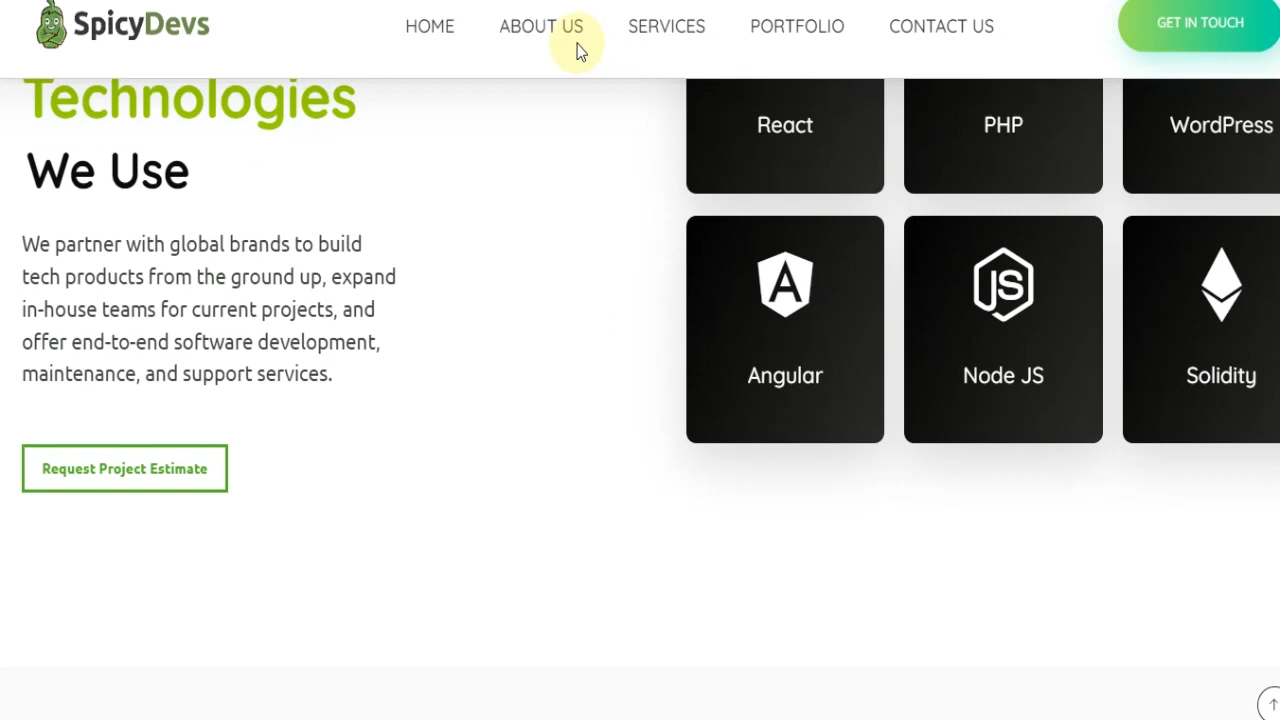 SpicyDevs
HOME
ABOUT US
SERVICES
PORTFOLIO
CONTACT US
GET IN TOUCH
Technologies
We Use
We partner with global brands to build
tech products from the ground up, expand
in-house teams for current projects, and
offer end-to-end software development,
maintenance, and support services.
Request Project Estimate
React
PHP
WordPress
Angular
JS
Node JS
Solidity